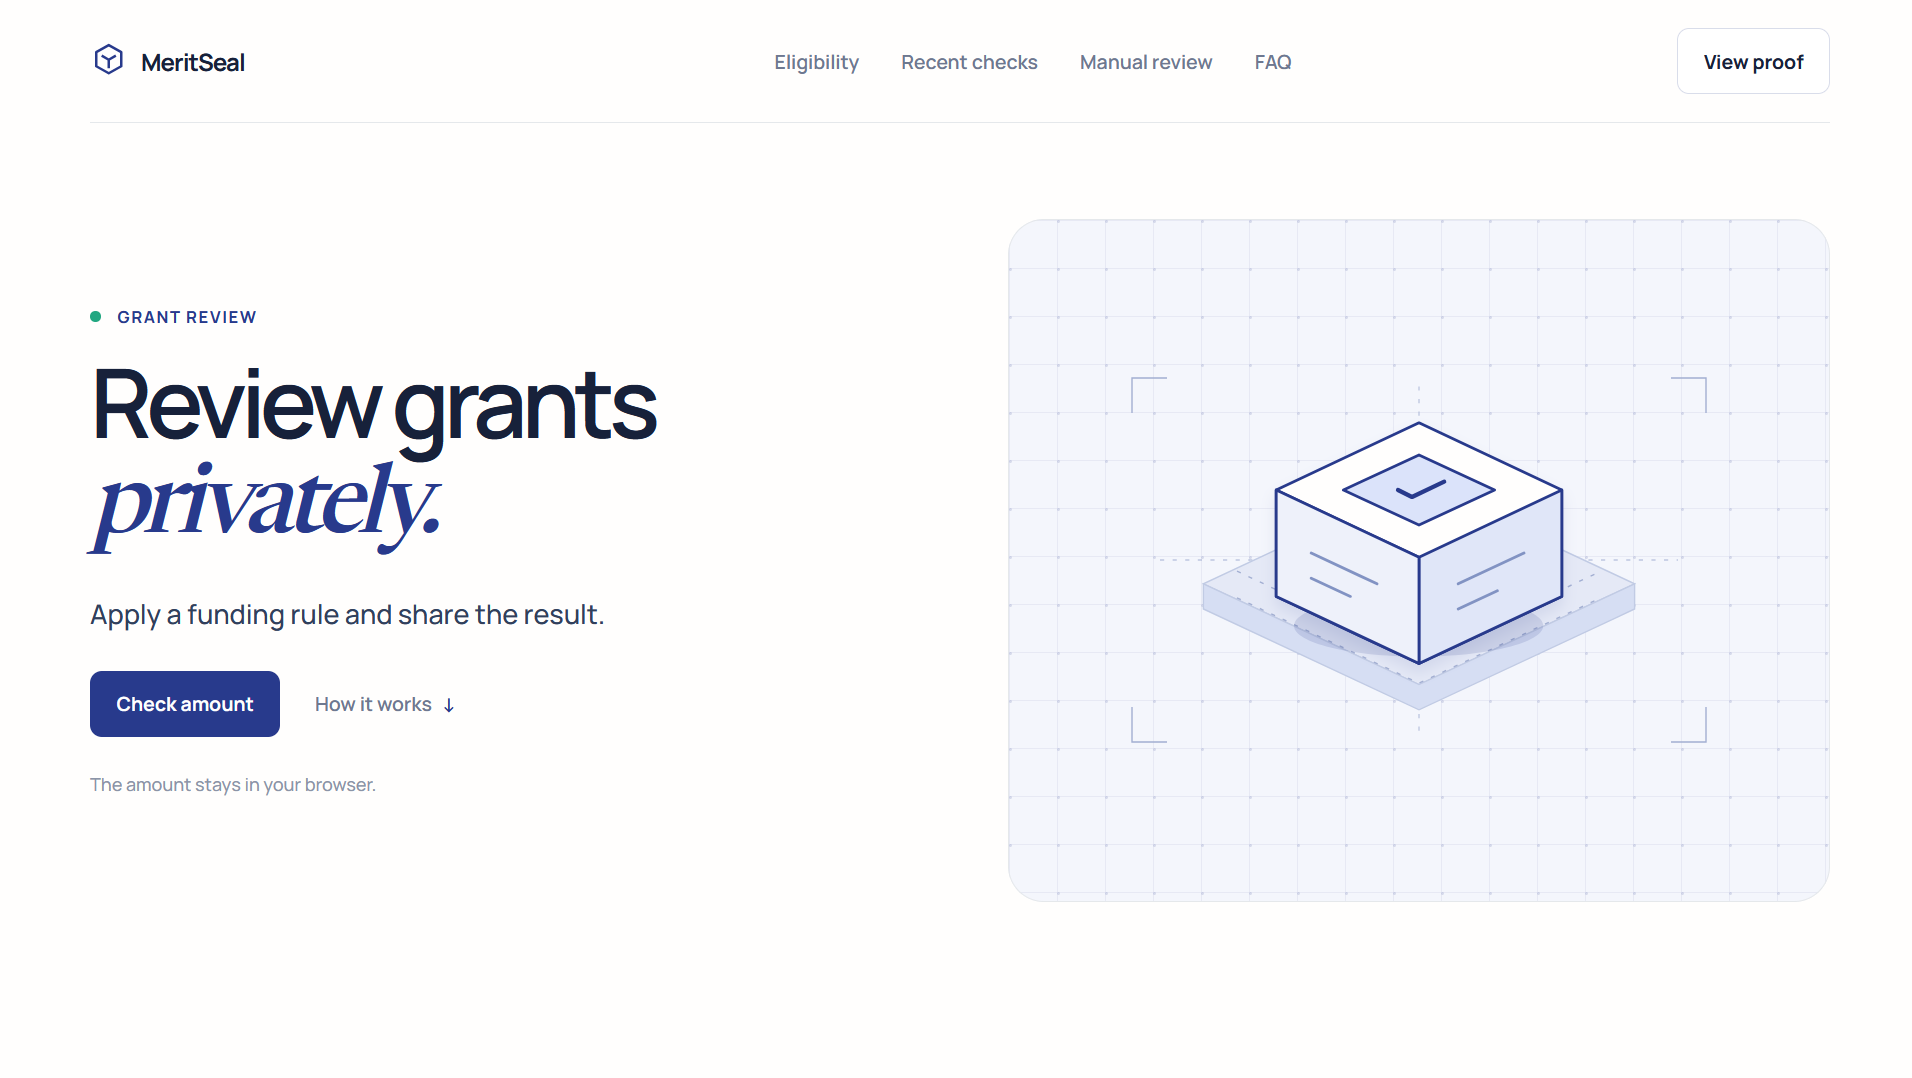 MeritSeal
Eligibility
Recent checks
Manual review
FAQ
View proof
GRANT REVIEW
Review grants
privately.
Apply a funding rule and share the result.
Check amount
How it works ↓
The amount stays in your browser.